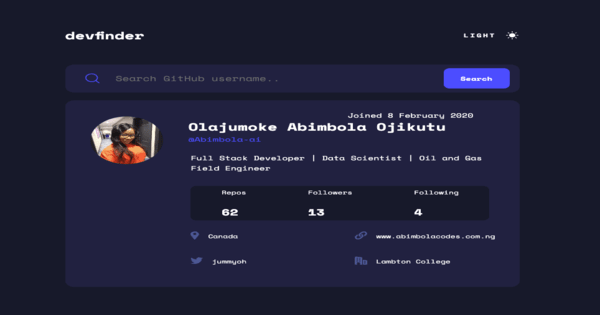 devfinder
LIGHT
Search GitHub username..
Search
Joined 8 February 2020
Olajumoke Abimbola Ojikutu
@Abimbola-ai
Full Stack Developer | Data Scientist | Oil and Gas
Field Engineer
Repos Followers Following
62 13 4
Canada www.abimbolacodes.com.ng
jummyoh Lambton College